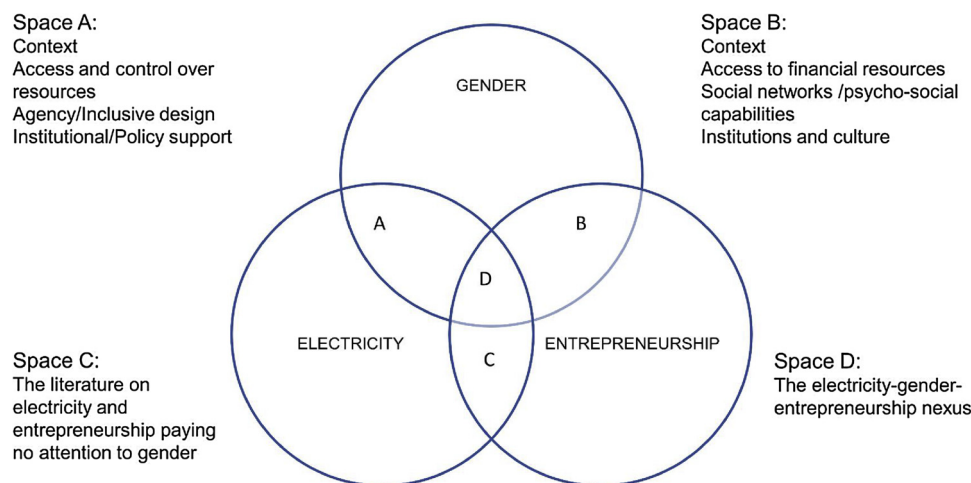 Space A:
Context
Access and control over
resources
Agency/Inclusive design
Institutional/Policy support
Space B:
Context
Access to financial resources
Social networks /psycho-social
capabilities
Institutions and culture
GENDER
A
B
D
ELECTRICITY
ENTREPRENEURSHIP
C
Space C:
The literature on
electricity and
entrepreneurship paying
no attention to gender
Space D:
The electricity-gender-
entrepreneurship nexus